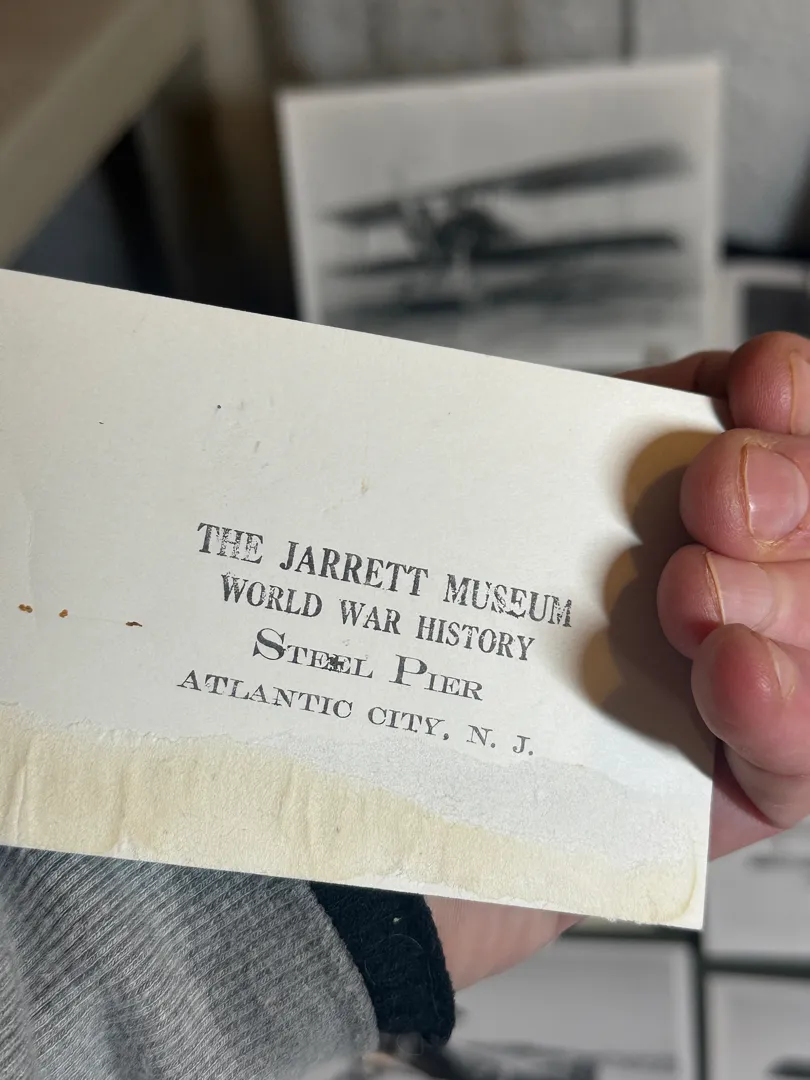 THE JARRETT MUSEUM
WORLD WAR HISTORY
STEEL PIER
ATLANTIC CITY, N. J.